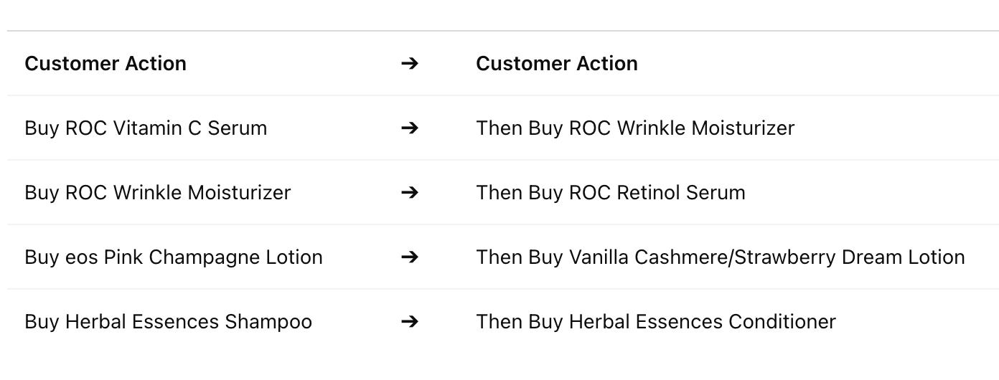 Customer Action → Customer Action
Buy ROC Vitamin C Serum → Then Buy ROC Wrinkle Moisturizer
Buy ROC Wrinkle Moisturizer → Then Buy ROC Retinol Serum
Buy eos Pink Champagne Lotion → Then Buy Vanilla Cashmere/Strawberry Dream Lotion
Buy Herbal Essences Shampoo → Then Buy Herbal Essences Conditioner